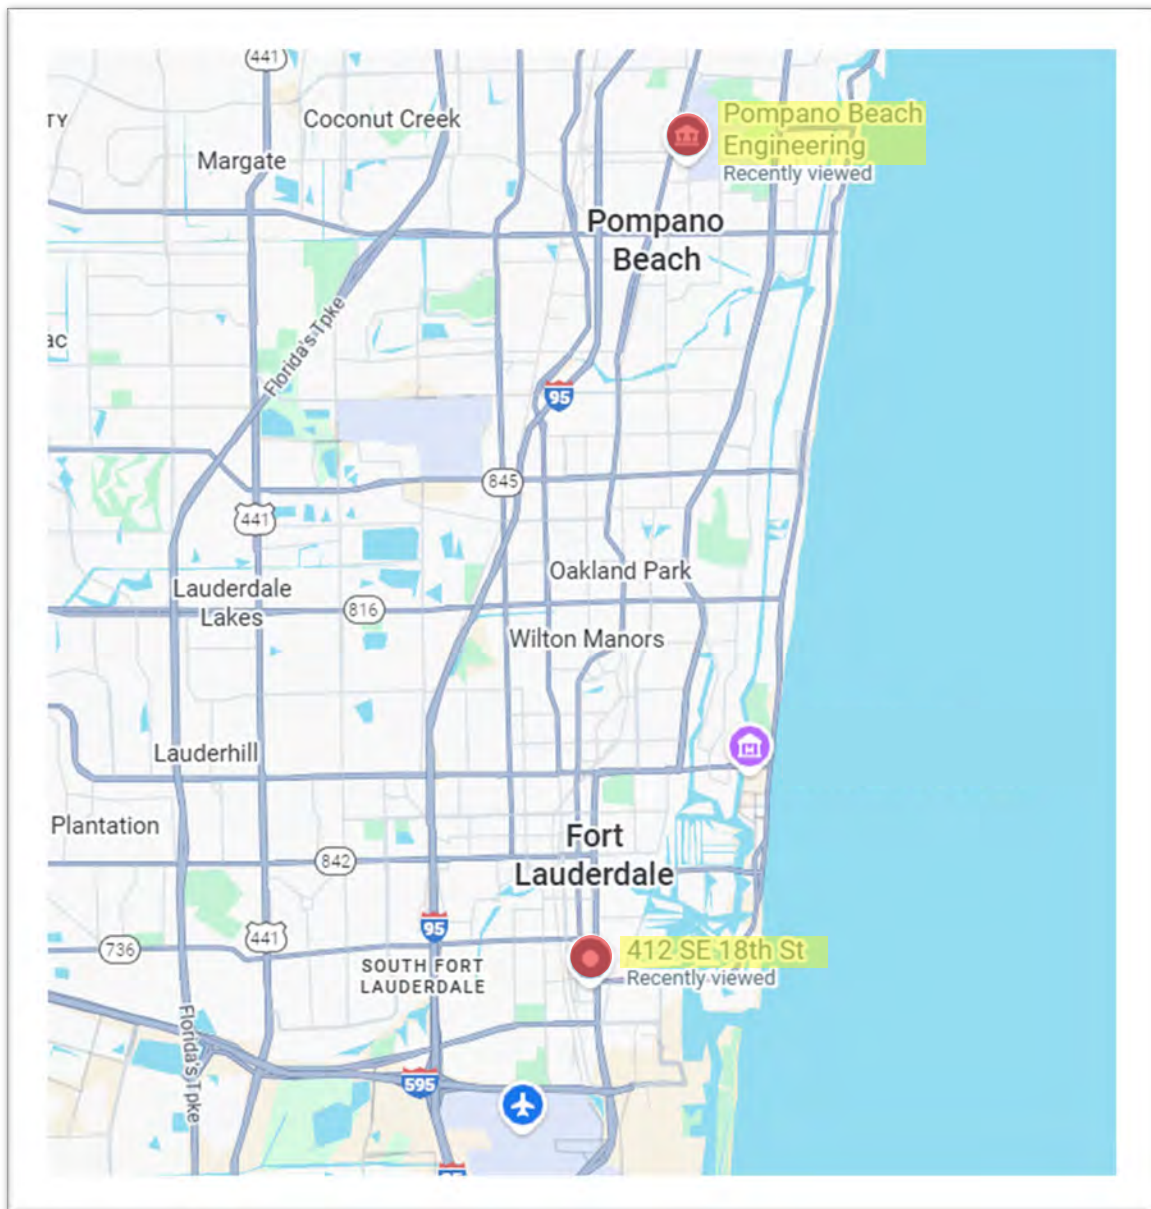 441
Coconut Creek
TY
Margate
Pompano Beach
Engineering
Recently viewed
Pompano
Beach
Florida's Tpke
ac
95
845
441
Oakland Park
Lauderdale
Lakes
816
Wilton Manors
Lauderhill
Plantation
Fort
Lauderdale
842
95
441
736
412 SE 18th St
Recently viewed
SOUTH FORT
LAUDERDALE
Florida's Tpke
595